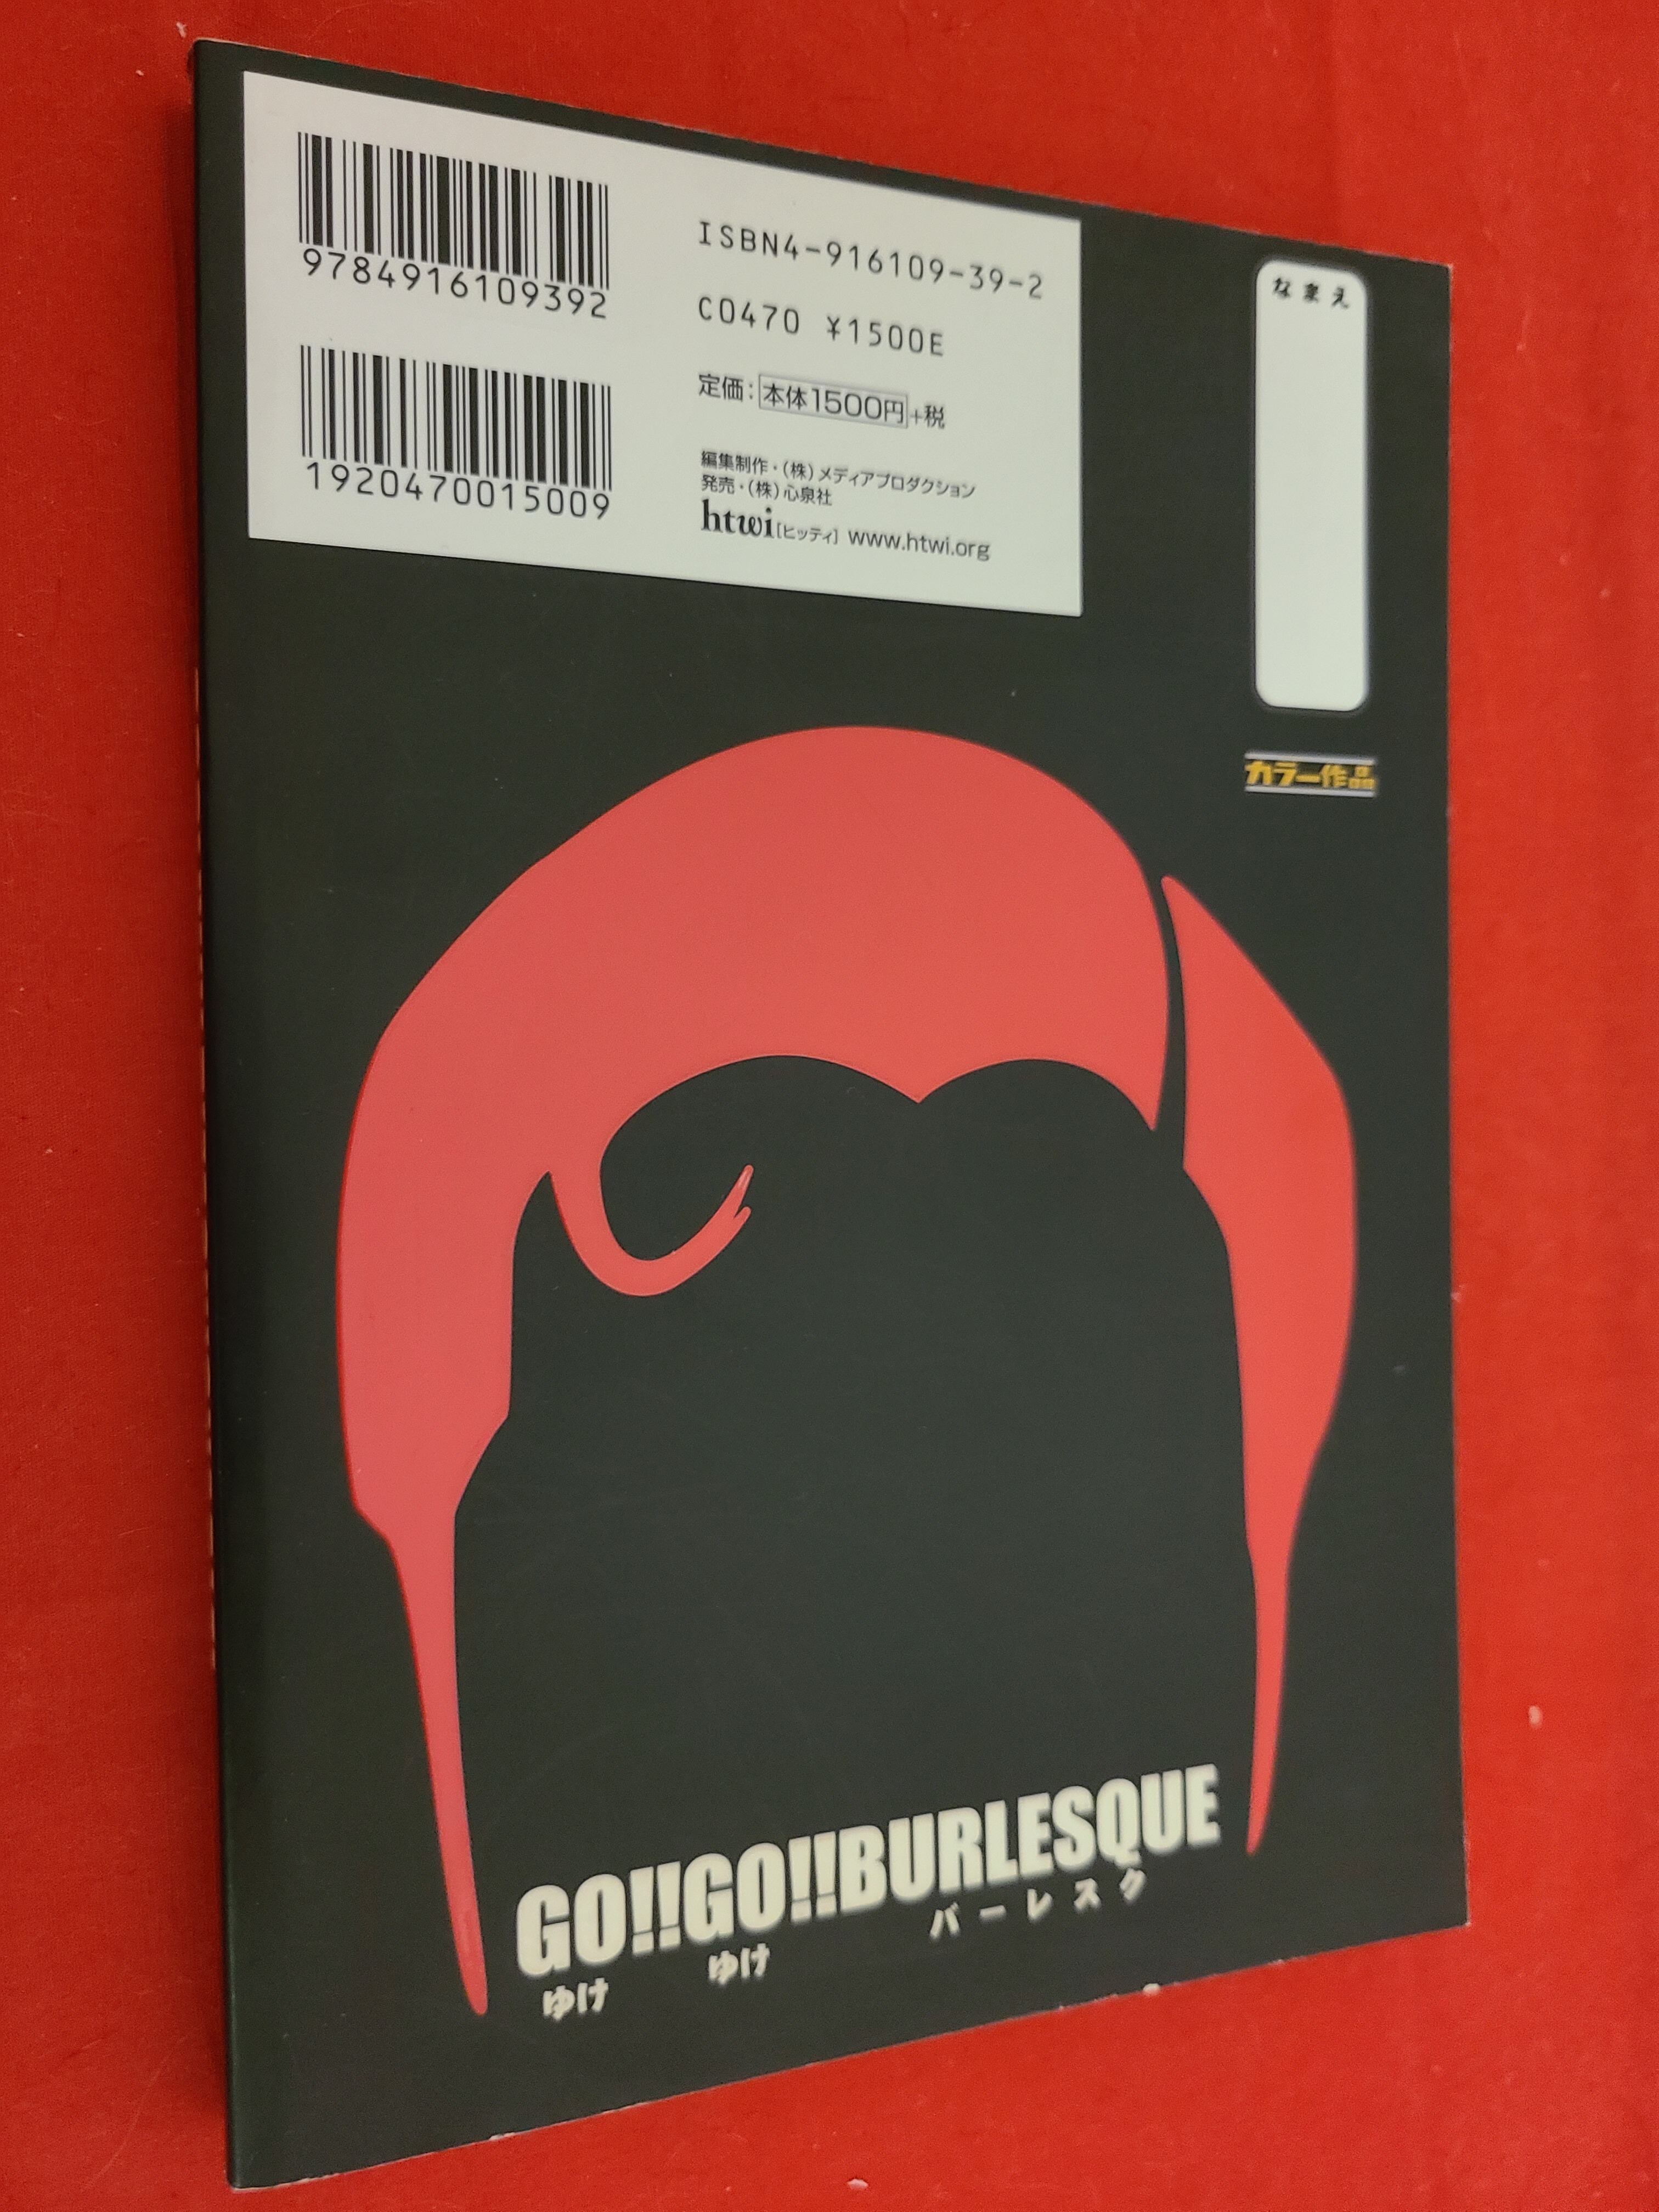 9784916109392
1920470015009
ISBN4-916109-39-2
C0470 ¥1500E
定価:本体1500円+税
編集制作・(株)メディアプロダクション
発売・(株)心泉社
htwi[ヒッティ] www.htwi.org
なまえ
カラー作品
GO!!GO!!BURLESQUE
ゆけ ゆけ バーレスク